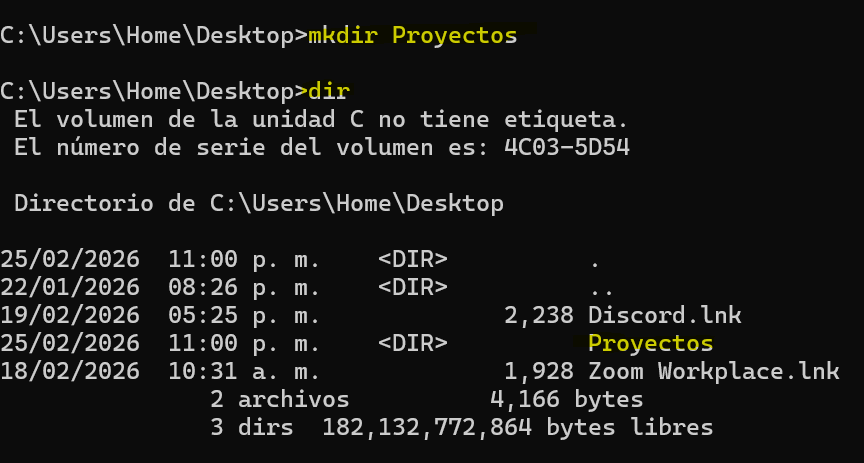 C:\Users\Home\Desktop>mkdir Proyectos
C:\Users\Home\Desktop>dir
El volumen de la unidad C no tiene etiqueta.
El número de serie del volumen es: 4C03-5D54
Directorio de C:\Users\Home\Desktop
25/02/2026  11:00 p. m.    <DIR>          .
22/01/2026  08:26 p. m.    <DIR>          ..
19/02/2026  05:25 p. m.             2,238 Discord.lnk
25/02/2026  11:00 p. m.    <DIR>          Proyectos
18/02/2026  10:31 a. m.             1,928 Zoom Workplace.lnk
2 archivos          4,166 bytes
3 dirs  182,132,772,864 bytes libres